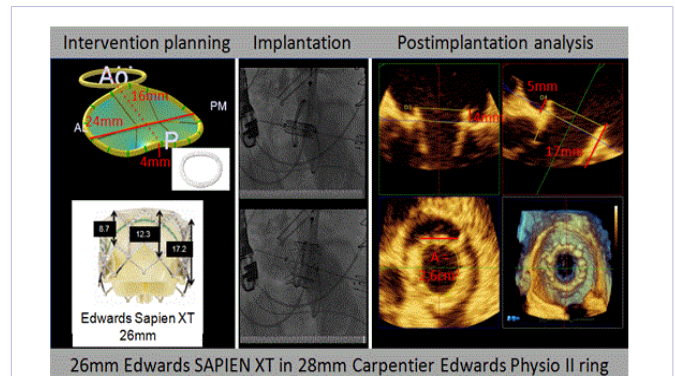 Intervention planning
Implantation
Postimplantation analysis
Ao
16mm
24mm
PM
P
4mm
5mm
17mm
8.7
12.3
17.2
Edwards Sapien XT
26mm
26mm Edwards SAPIEN XT in 28mm Carpentier Edwards Physio II ring